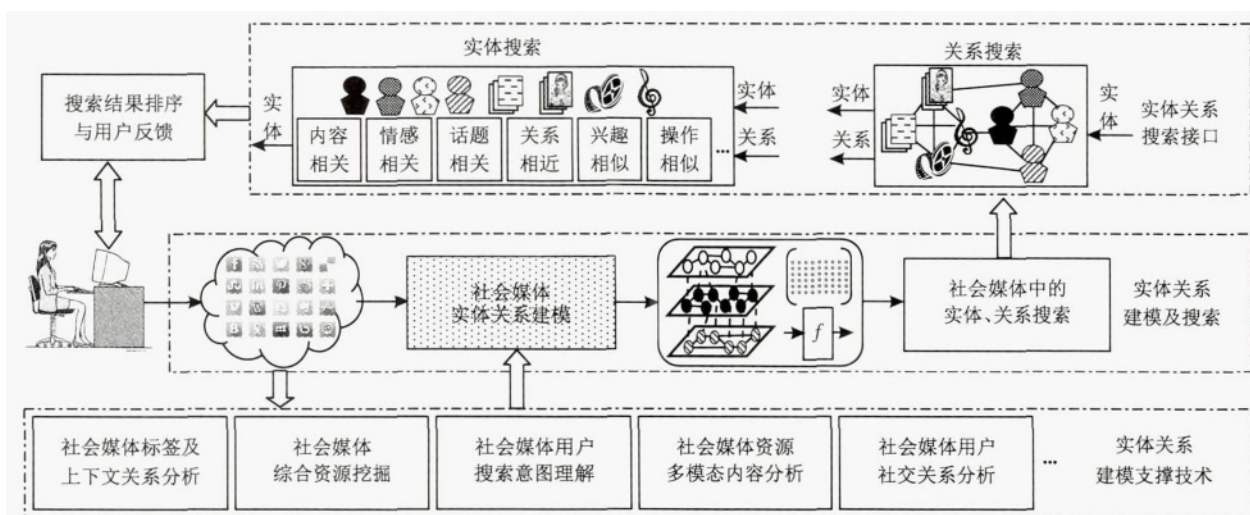 实体搜索
关系搜索
搜索结果排序
与用户反馈
实体
内容
相关
情感
相关
话题
相关
关系
相近
兴趣
相似
操作
相似
...
实体
关系
实体
关系
实体
实体关系
搜索接口
社会媒体
实体关系建模
f
社会媒体中的
实体、关系搜索
实体关系
建模及搜索
社会媒体标签及
上下文关系分析
社会媒体
综合资源挖掘
社会媒体用户
搜索意图理解
社会媒体资源
多模态内容分析
社会媒体用户
社交关系分析
...
实体关系
建模支撑技术